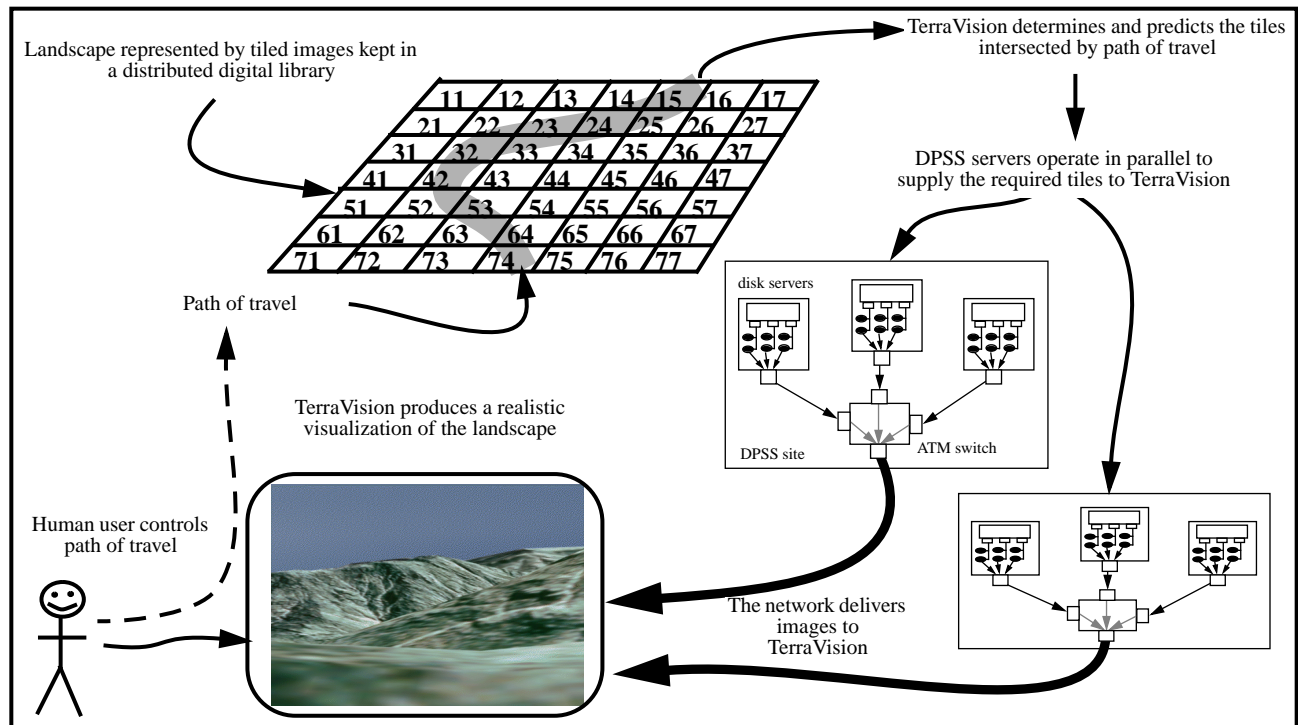 Landscape represented by tiled images kept in
a distributed digital library
TerraVision determines and predicts the tiles
intersected by path of travel
11 12 13 14 15 16 17
21 22 23 24 25 26 27
31 32 33 34 35 36 37
41 42 43 44 45 46 47
51 52 53 54 55 56 57
61 62 63 64 65 66 67
71 72 73 74 75 76 77
DPSS servers operate in parallel to
supply the required tiles to TerraVision
Path of travel
disk servers
DPSS site
ATM switch
TerraVision produces a realistic
visualization of the landscape
Human user controls
path of travel
The network delivers
images to
TerraVision